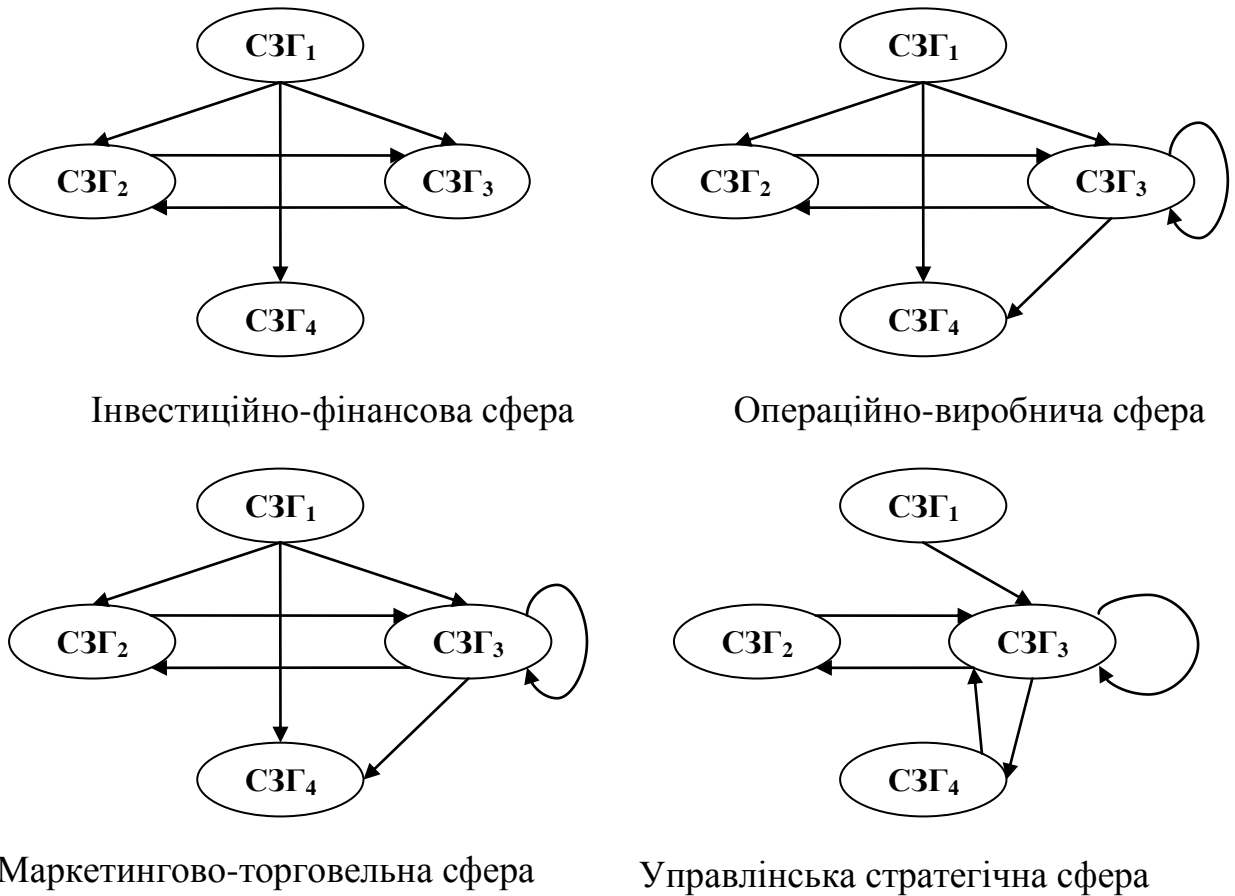 СЗГ₁ СЗГ₁
СЗГ₂ СЗГ₃ СЗГ₂ СЗГ₃
СЗГ₄ СЗГ₄
Інвестиційно-фінансова сфера Операційно-виробнича сфера
СЗГ₁ СЗГ₁
СЗГ₂ СЗГ₃ СЗГ₂ СЗГ₃
СЗГ₄ СЗГ₄
Маркетингово-торговельна сфера Управлінська стратегічна сфера